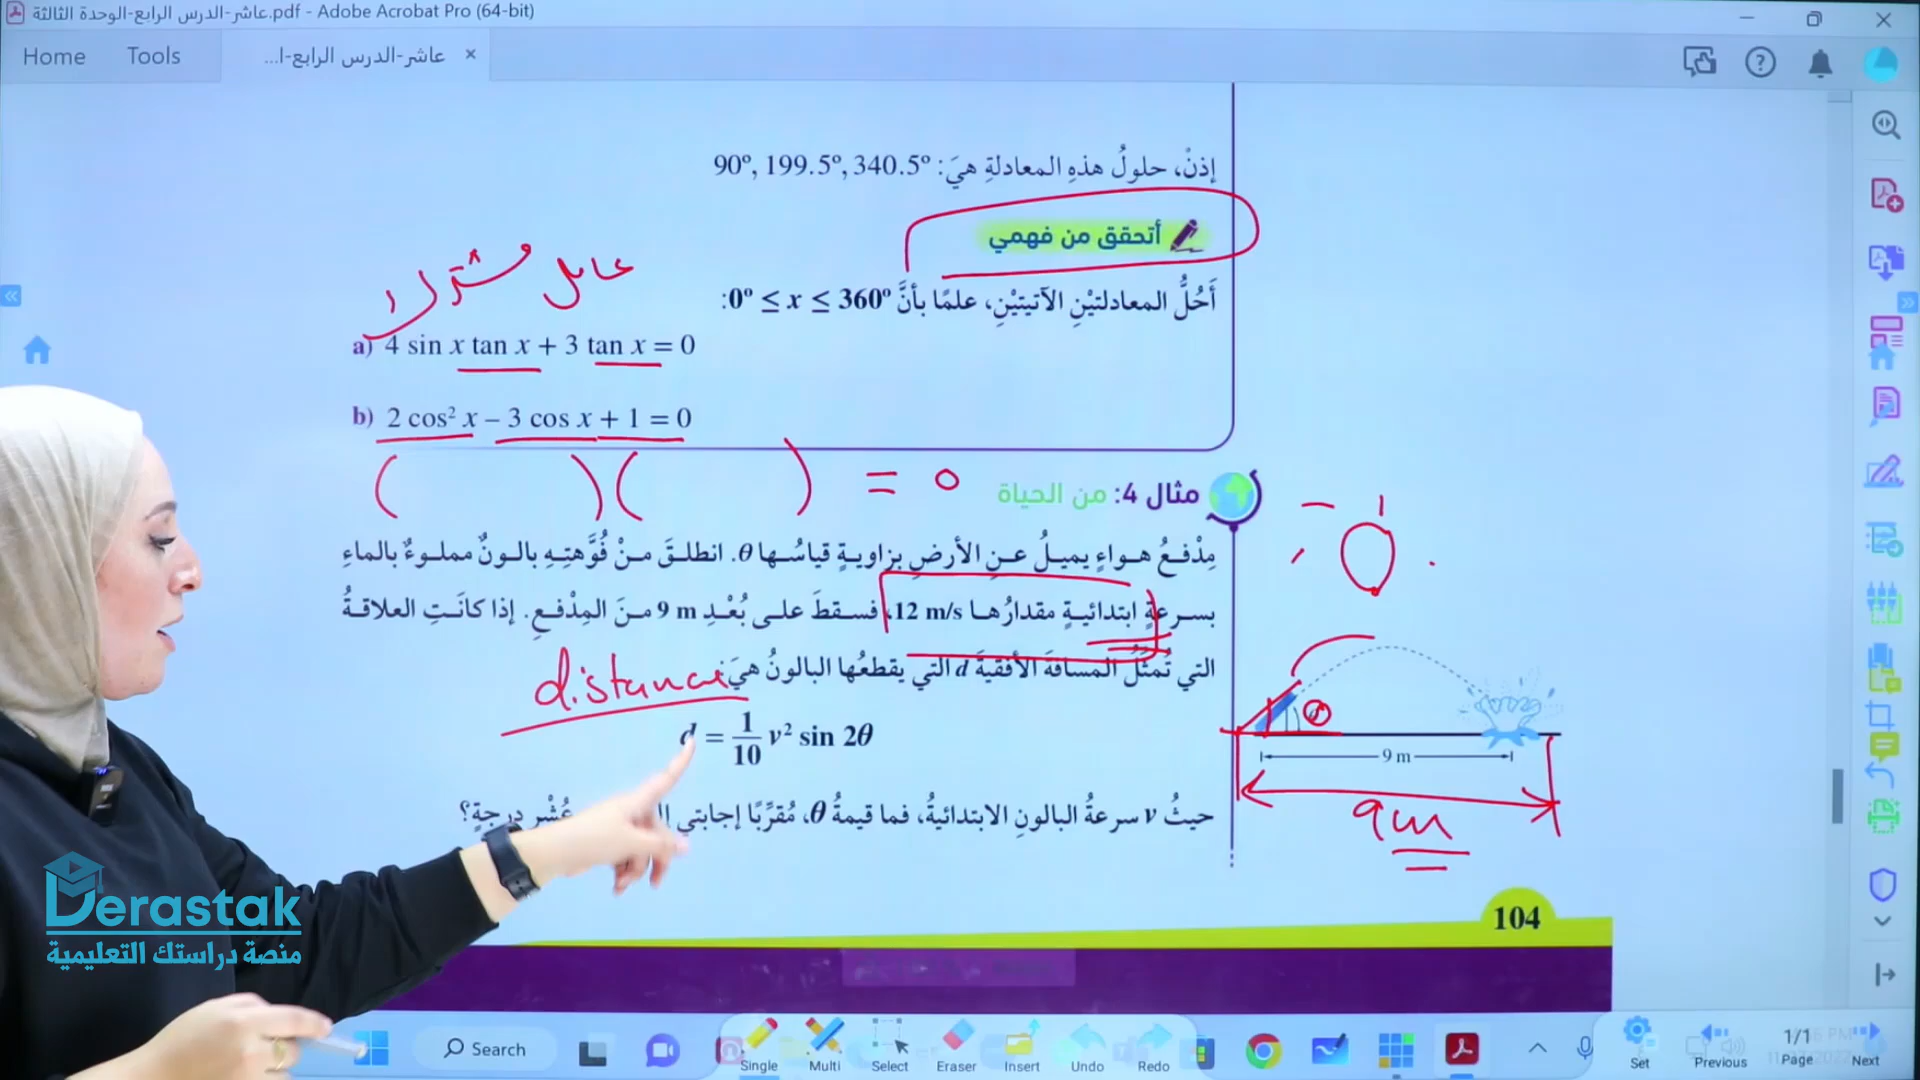 عاشر-الدرس الرابع-الوحدة الثالثة.pdf - Adobe Acrobat Pro (64-bit)
Home Tools عاشر-الدرس الرابع-ا... ×
إذنْ، حلولُ هذهِ المعادلةِ هيَ: 90°, 199.5°, 340.5°
أتحقق من فهمي
أَحُلُّ المعادلتيْنِ الآتيتيْنِ، علمًا بأنَّ 0° ≤ x ≤ 360°:
عامل مشترك
a) 4 sin x tan x + 3 tan x = 0
b) 2 cos² x – 3 cos x + 1 = 0
( ) ( ) = 0
مثال 4: من الحياة
مِدْفعُ هواءٍ يميلُ عنِ الأرضِ بزاويةٍ قياسُها θ. انطلقَ منْ فُوَّهتِهِ بالونٌ مملوءٌ بالماءِ
بسرعةٍ ابتدائيةٍ مقدارُها 12 m/s، فسقطَ على بُعْدِ 9 m منَ المِدْفعِ. إذا كانَتِ العلاقةُ
التي تُمثِّلُ المسافةَ الأفقيةَ d التي يقطعُها البالونُ هيَ:
distance
d = 1/10 v² sin 2θ
θ
9 m
9m
حيثُ v سرعةُ البالونِ الابتدائيةُ، فما قيمةُ θ، مُقرِّبًا إجابتي عُشْرِ درجةٍ؟
104
Derastak
منصة دراستك التعليمية
Search
Single Multi Select Eraser Insert Undo Redo
Set Previous 1/1 Page Next